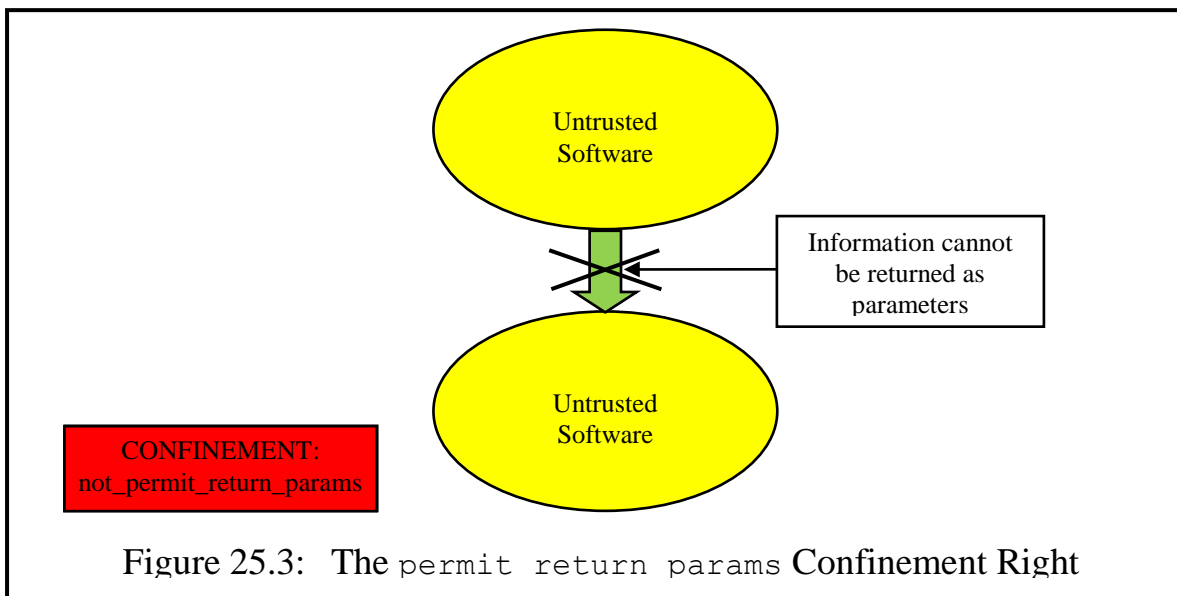 Untrusted
Software
Information cannot
be returned as
parameters
Untrusted
Software
CONFINEMENT:
not_permit_return_params
Figure 25.3: The permit return params Confinement Right